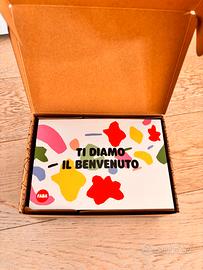 TI DIAMO
IL BENVENUTO
FABA